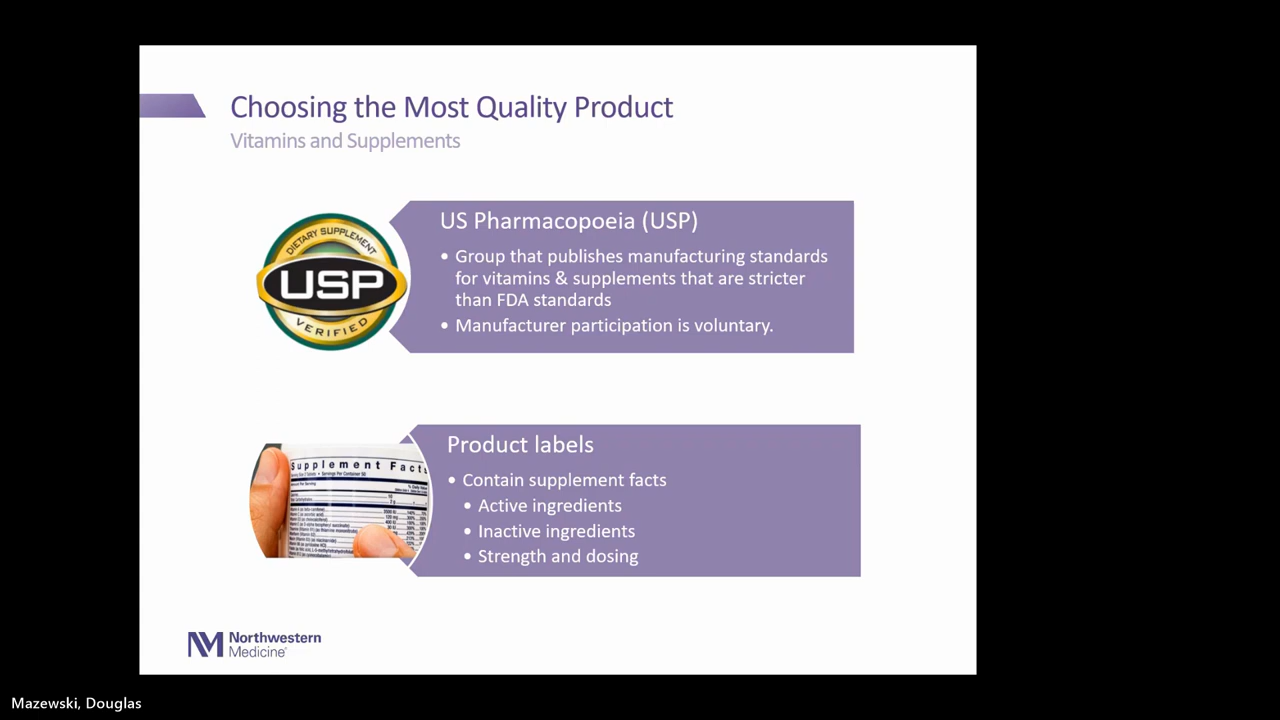 Choosing the Most Quality Product
Vitamins and Supplements
DIETARY SUPPLEMENT
USP
VERIFIED
US Pharmacopoeia (USP)
• Group that publishes manufacturing standards
for vitamins & supplements that are stricter
than FDA standards
• Manufacturer participation is voluntary.
Supplement Facts
Product labels
• Contain supplement facts
• Active ingredients
• Inactive ingredients
• Strength and dosing
NM Northwestern
Medicine
Mazewski, Douglas